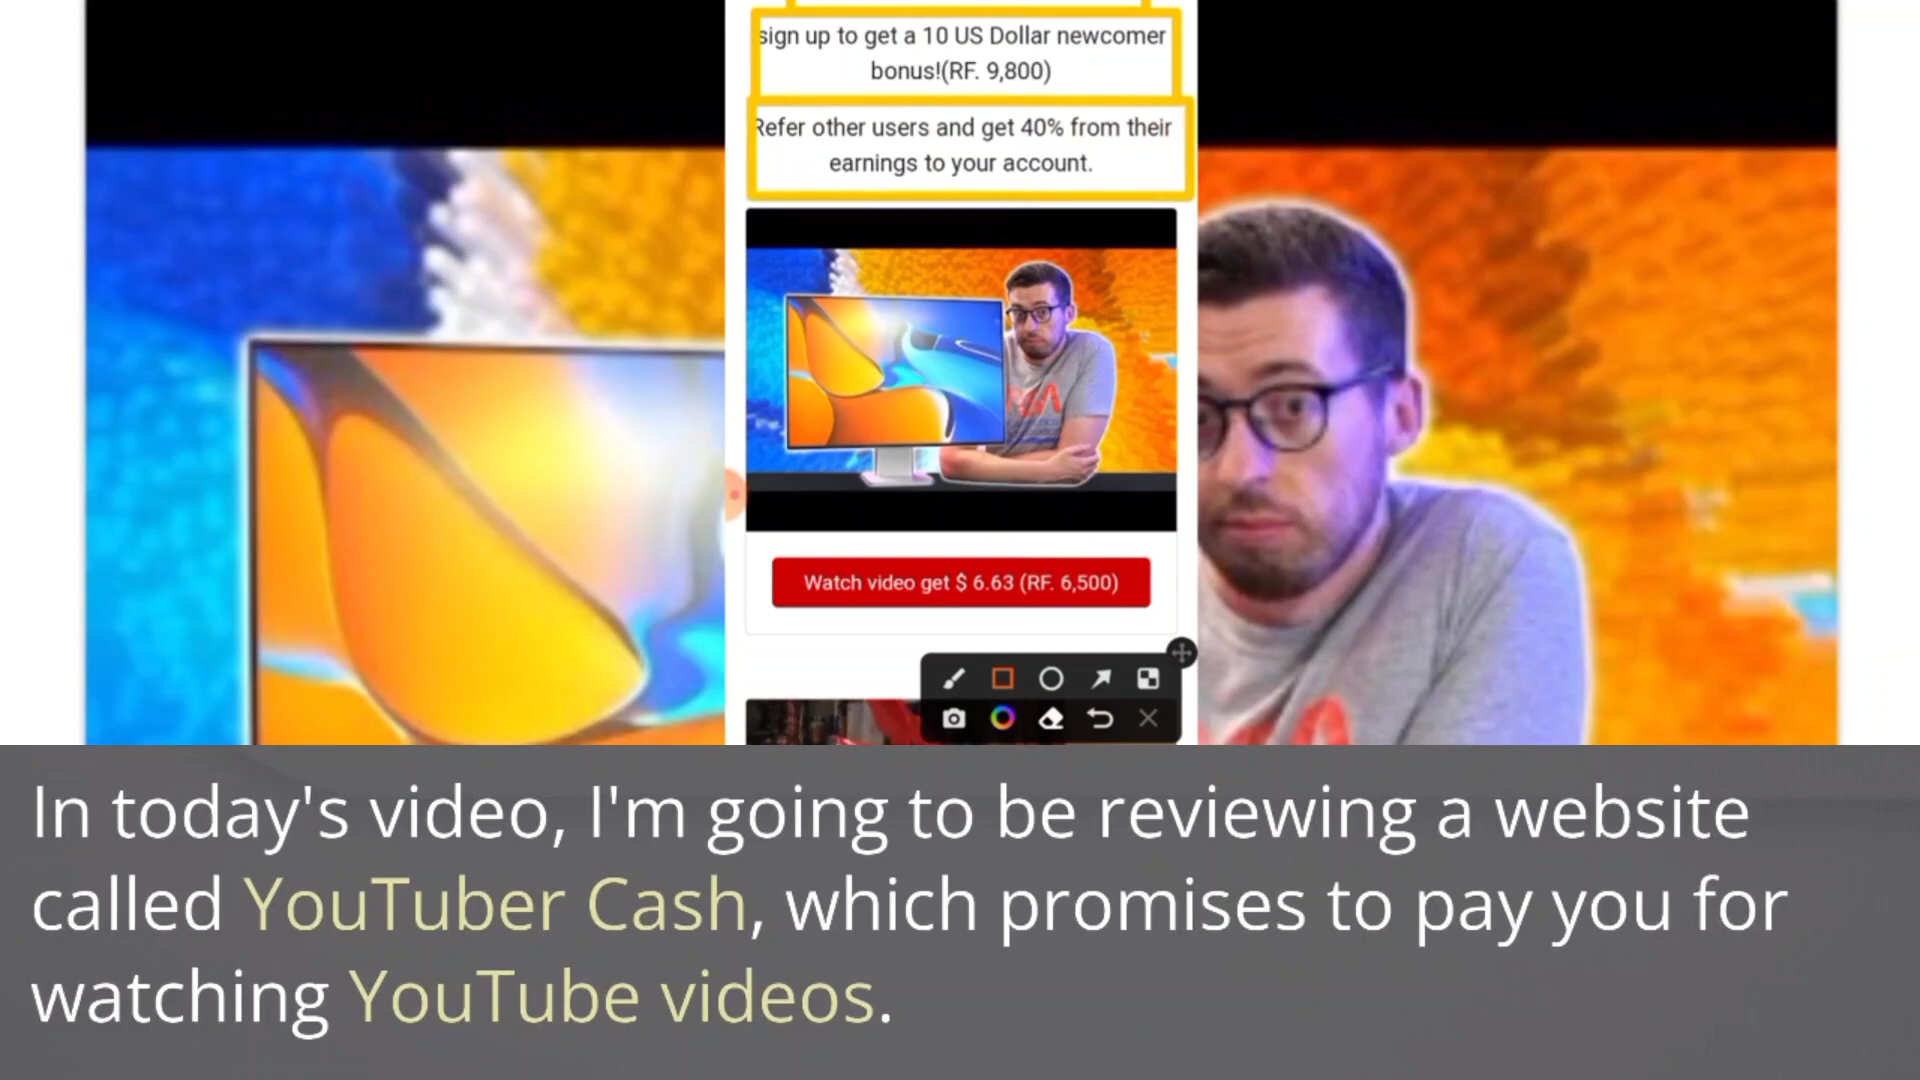 sign up to get a 10 US Dollar newcomer
bonus!(RF. 9,800)
Refer other users and get 40% from their
earnings to your account.
Watch video get $ 6.63 (RF. 6,500)
In today's video, I'm going to be reviewing a website
called YouTuber Cash, which promises to pay you for
watching YouTube videos.